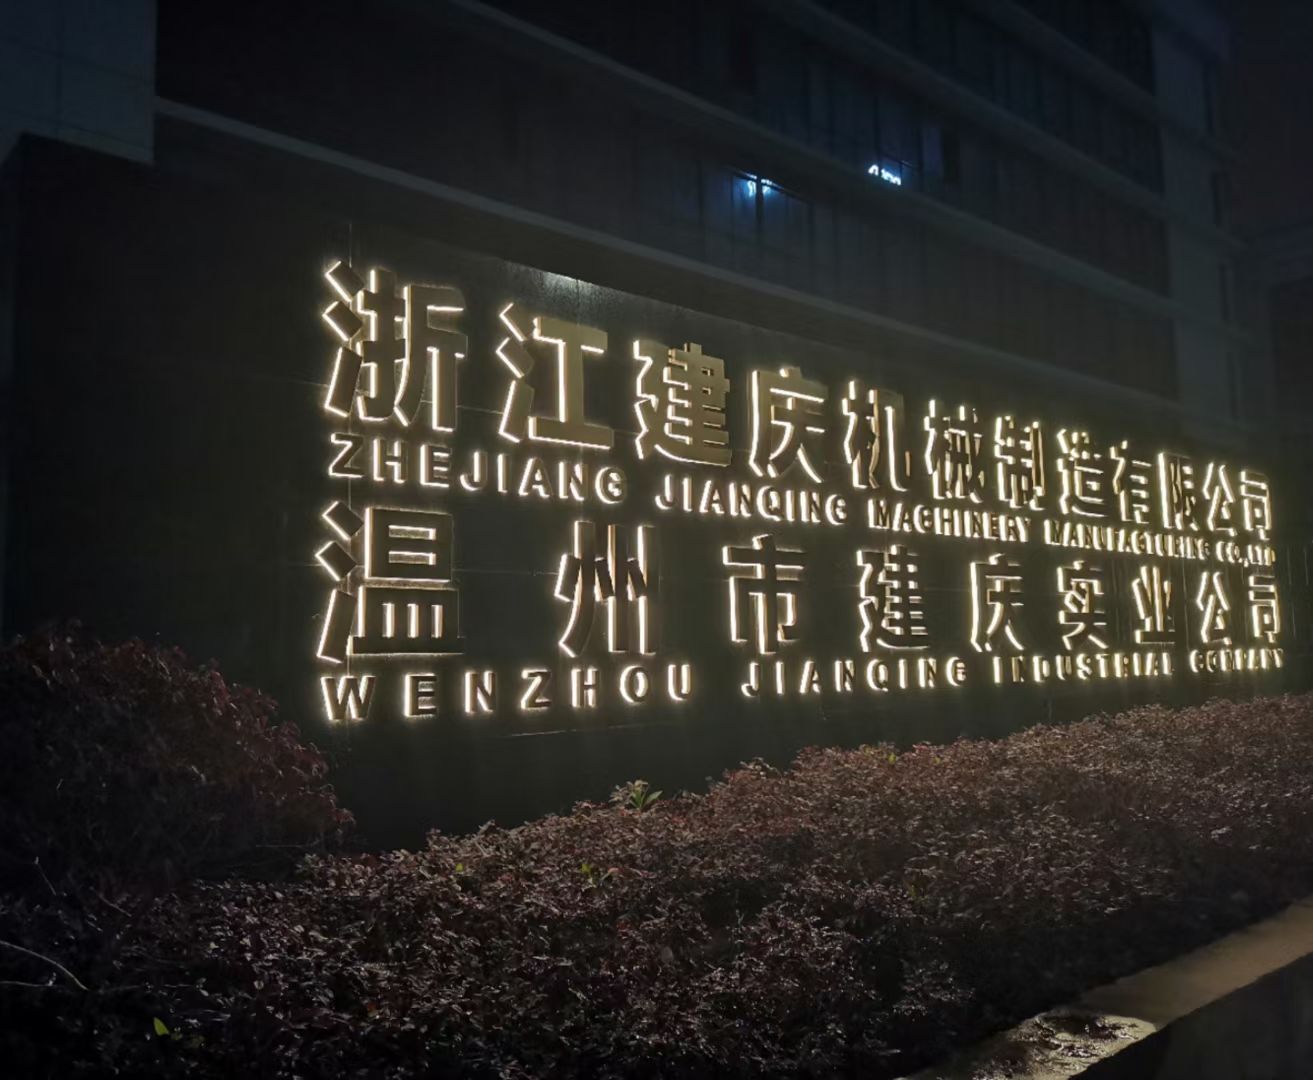 浙江建庆机械制造有限公司
ZHEJIANG JIANQING MACHINERY MANUFACTURING CO.,LTD
温州市建庆实业公司
WENZHOU JIANQING INDUSTRIAL COMPANY